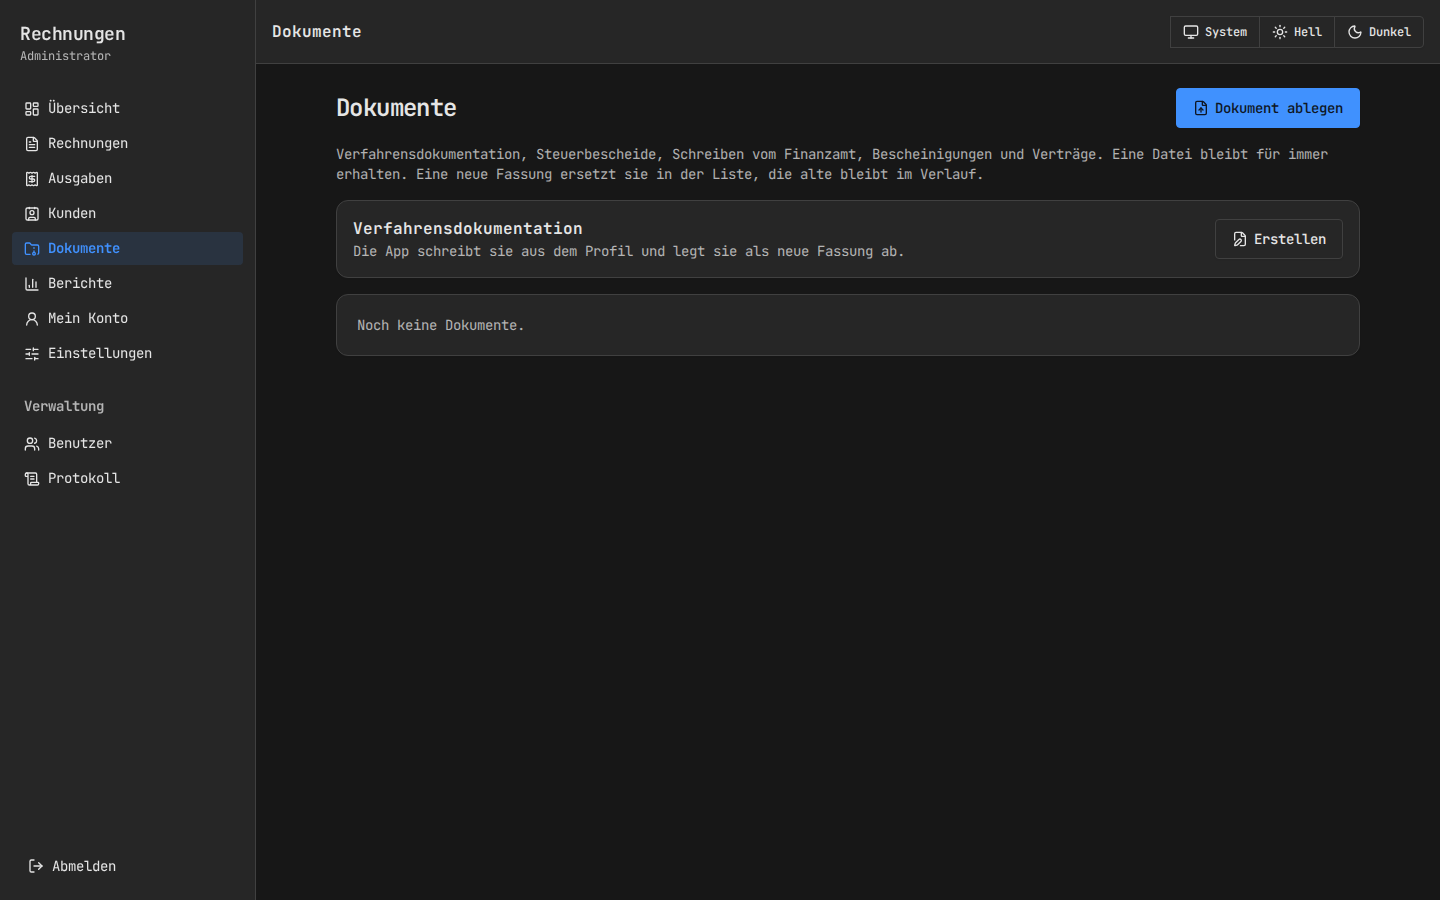 Rechnungen
Administrator
Übersicht
Rechnungen
Ausgaben
Kunden
Dokumente
Berichte
Mein Konto
Einstellungen
Verwaltung
Benutzer
Protokoll
Abmelden
Dokumente
System
Hell
Dunkel
Dokumente
Dokument ablegen
Verfahrensdokumentation, Steuerbescheide, Schreiben vom Finanzamt, Bescheinigungen und Verträge. Eine Datei bleibt für immer
erhalten. Eine neue Fassung ersetzt sie in der Liste, die alte bleibt im Verlauf.
Verfahrensdokumentation
Die App schreibt sie aus dem Profil und legt sie als neue Fassung ab.
Erstellen
Noch keine Dokumente.